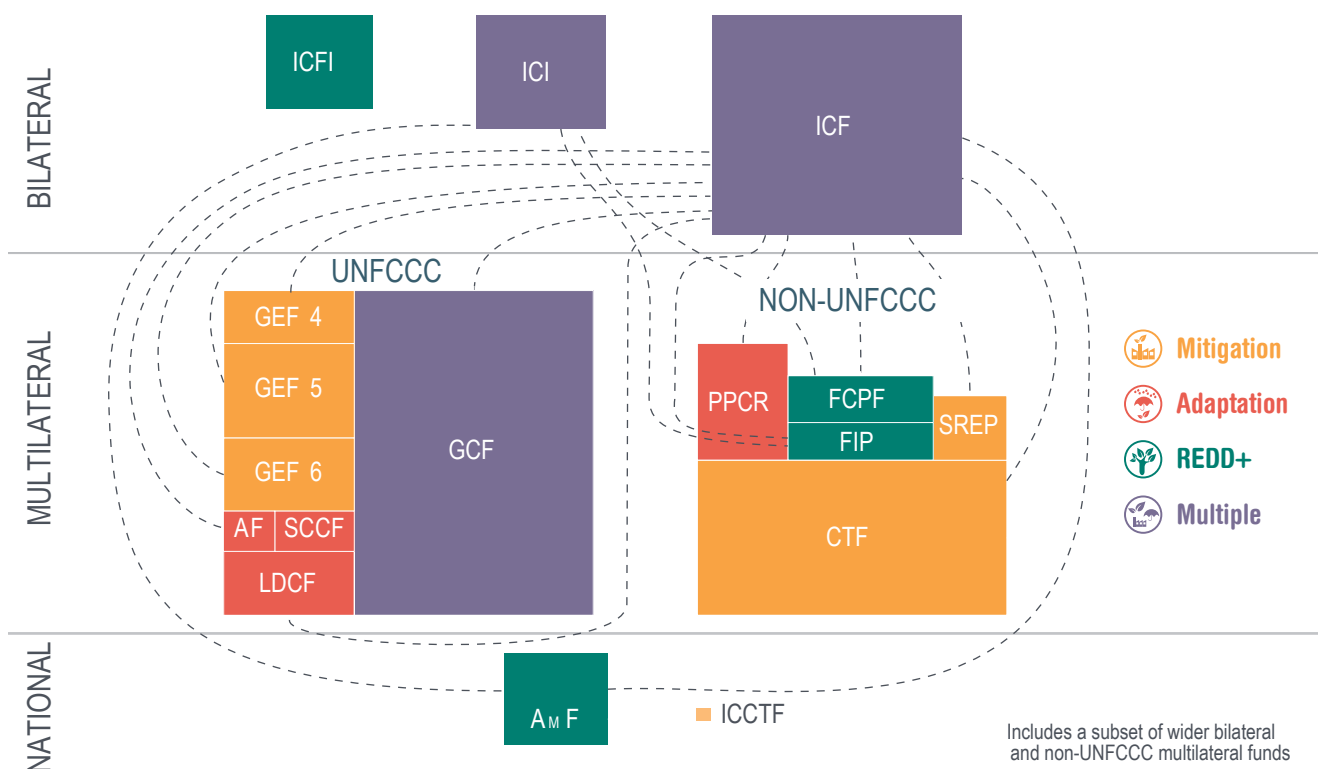 BILATERAL
ICFI
ICI
ICF
MULTILATERAL
UNFCCC
GEF 4
GEF 5
GEF 6
AF
SCCF
LDCF
GCF
NON-UNFCCC
PPCR
FCPF
FIP
SREP
CTF
Mitigation
Adaptation
REDD+
Multiple
NATIONAL
AMF
ICCTF
Includes a subset of wider bilateral
and non-UNFCCC multilateral funds